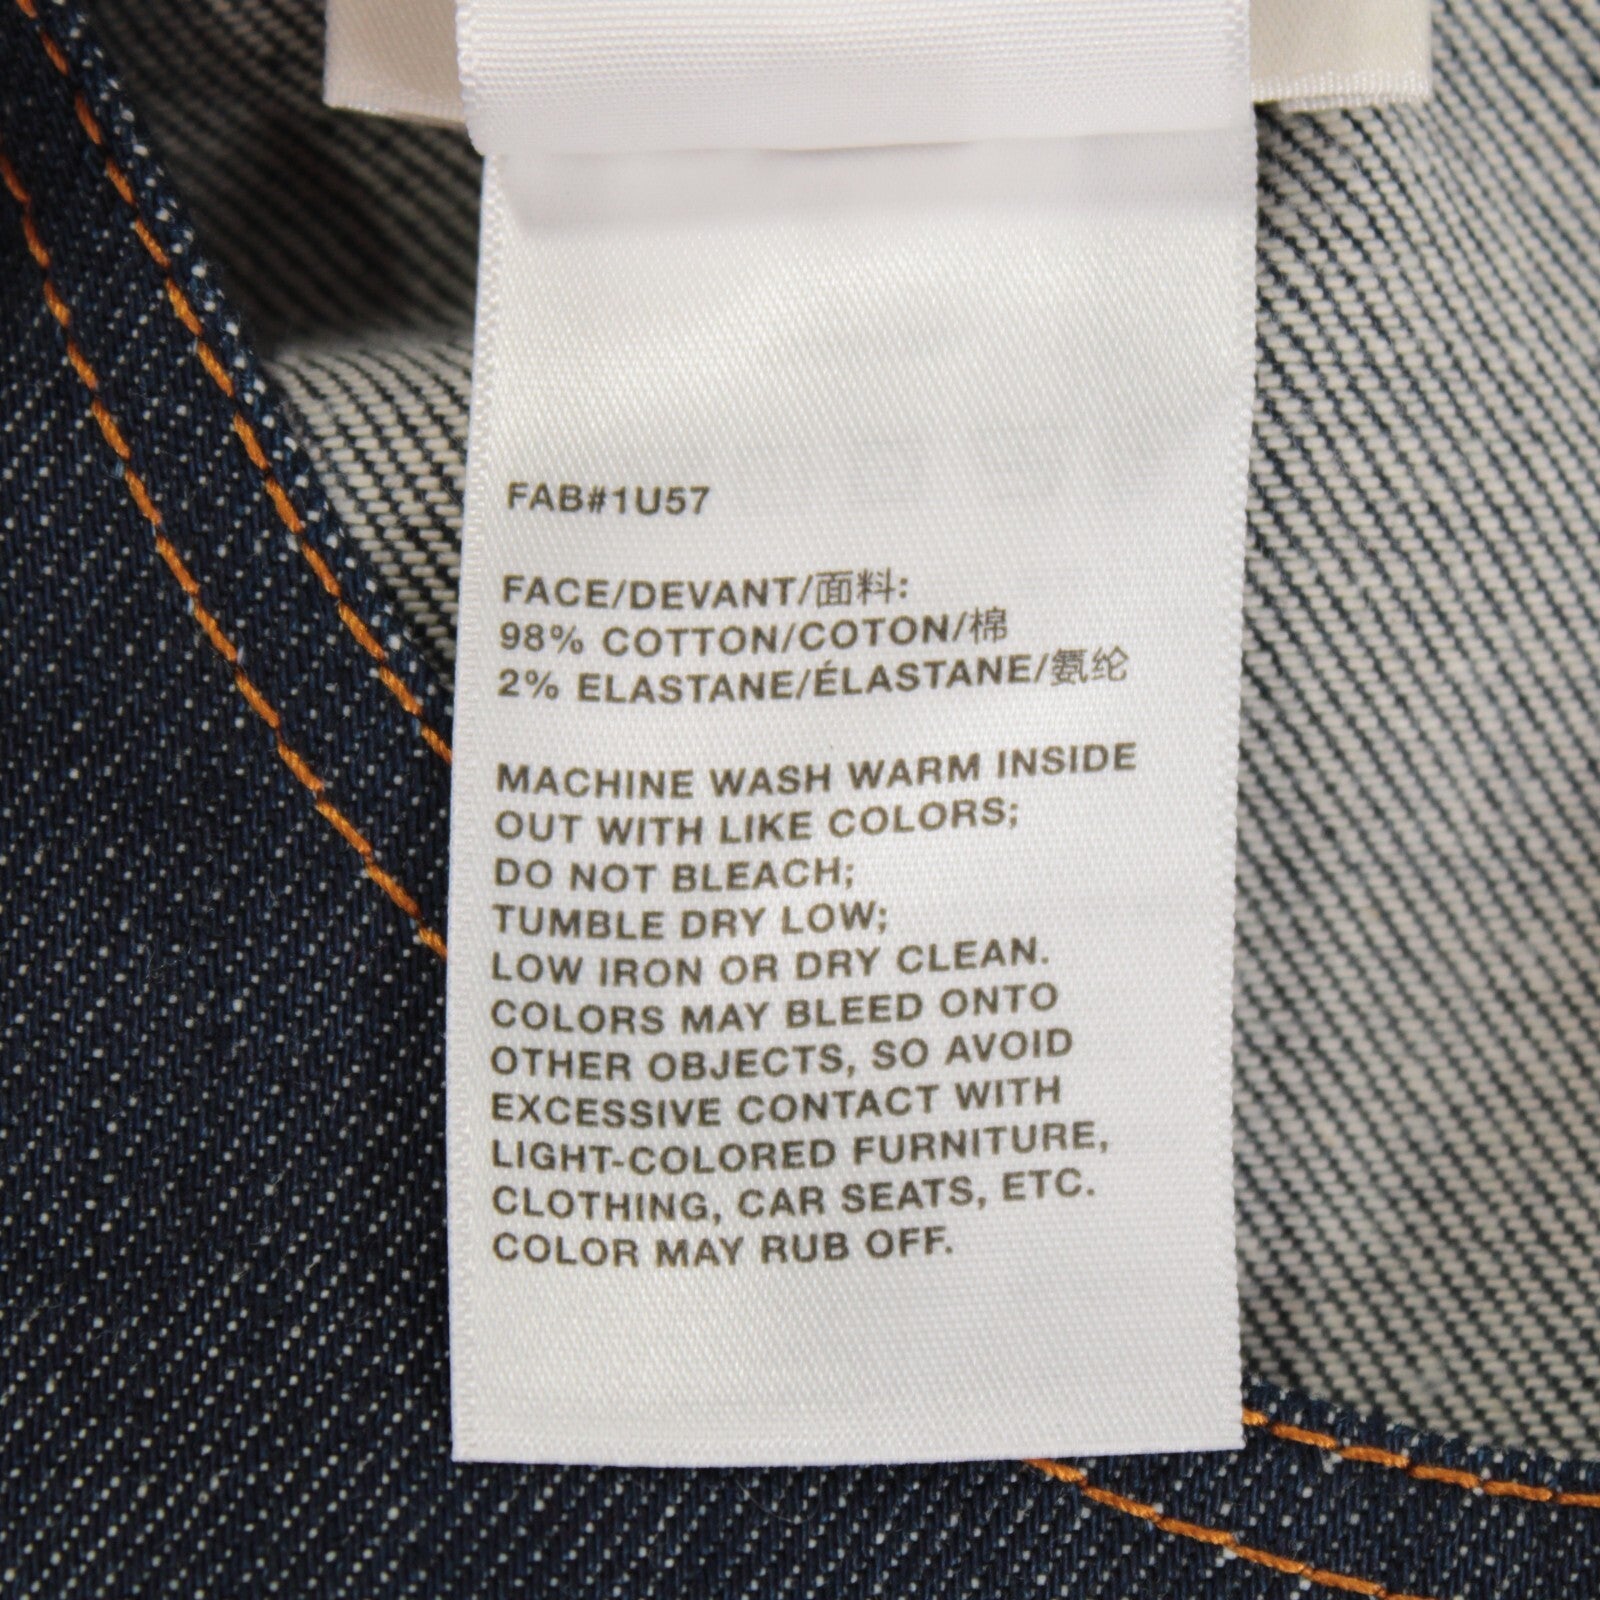 FAB#1U57
FACE/DEVANT/面料:
98% COTTON/COTON/棉
2% ELASTANE/ÉLASTANE/氨纶
MACHINE WASH WARM INSIDE
OUT WITH LIKE COLORS;
DO NOT BLEACH;
TUMBLE DRY LOW;
LOW IRON OR DRY CLEAN.
COLORS MAY BLEED ONTO
OTHER OBJECTS, SO AVOID
EXCESSIVE CONTACT WITH
LIGHT-COLORED FURNITURE,
CLOTHING, CAR SEATS, ETC.
COLOR MAY RUB OFF.